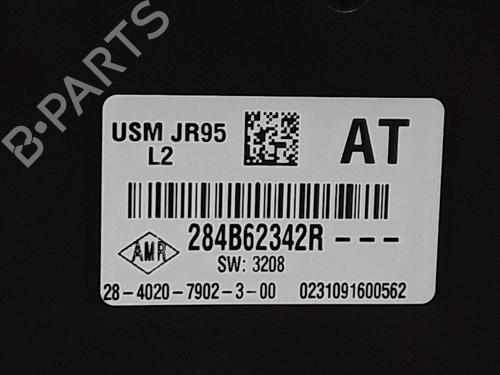 B-PARTS
USM JR95
L2
AT
284B62342R---
AMR
SW: 3208
28-4020-7902-3-00 0231091600562